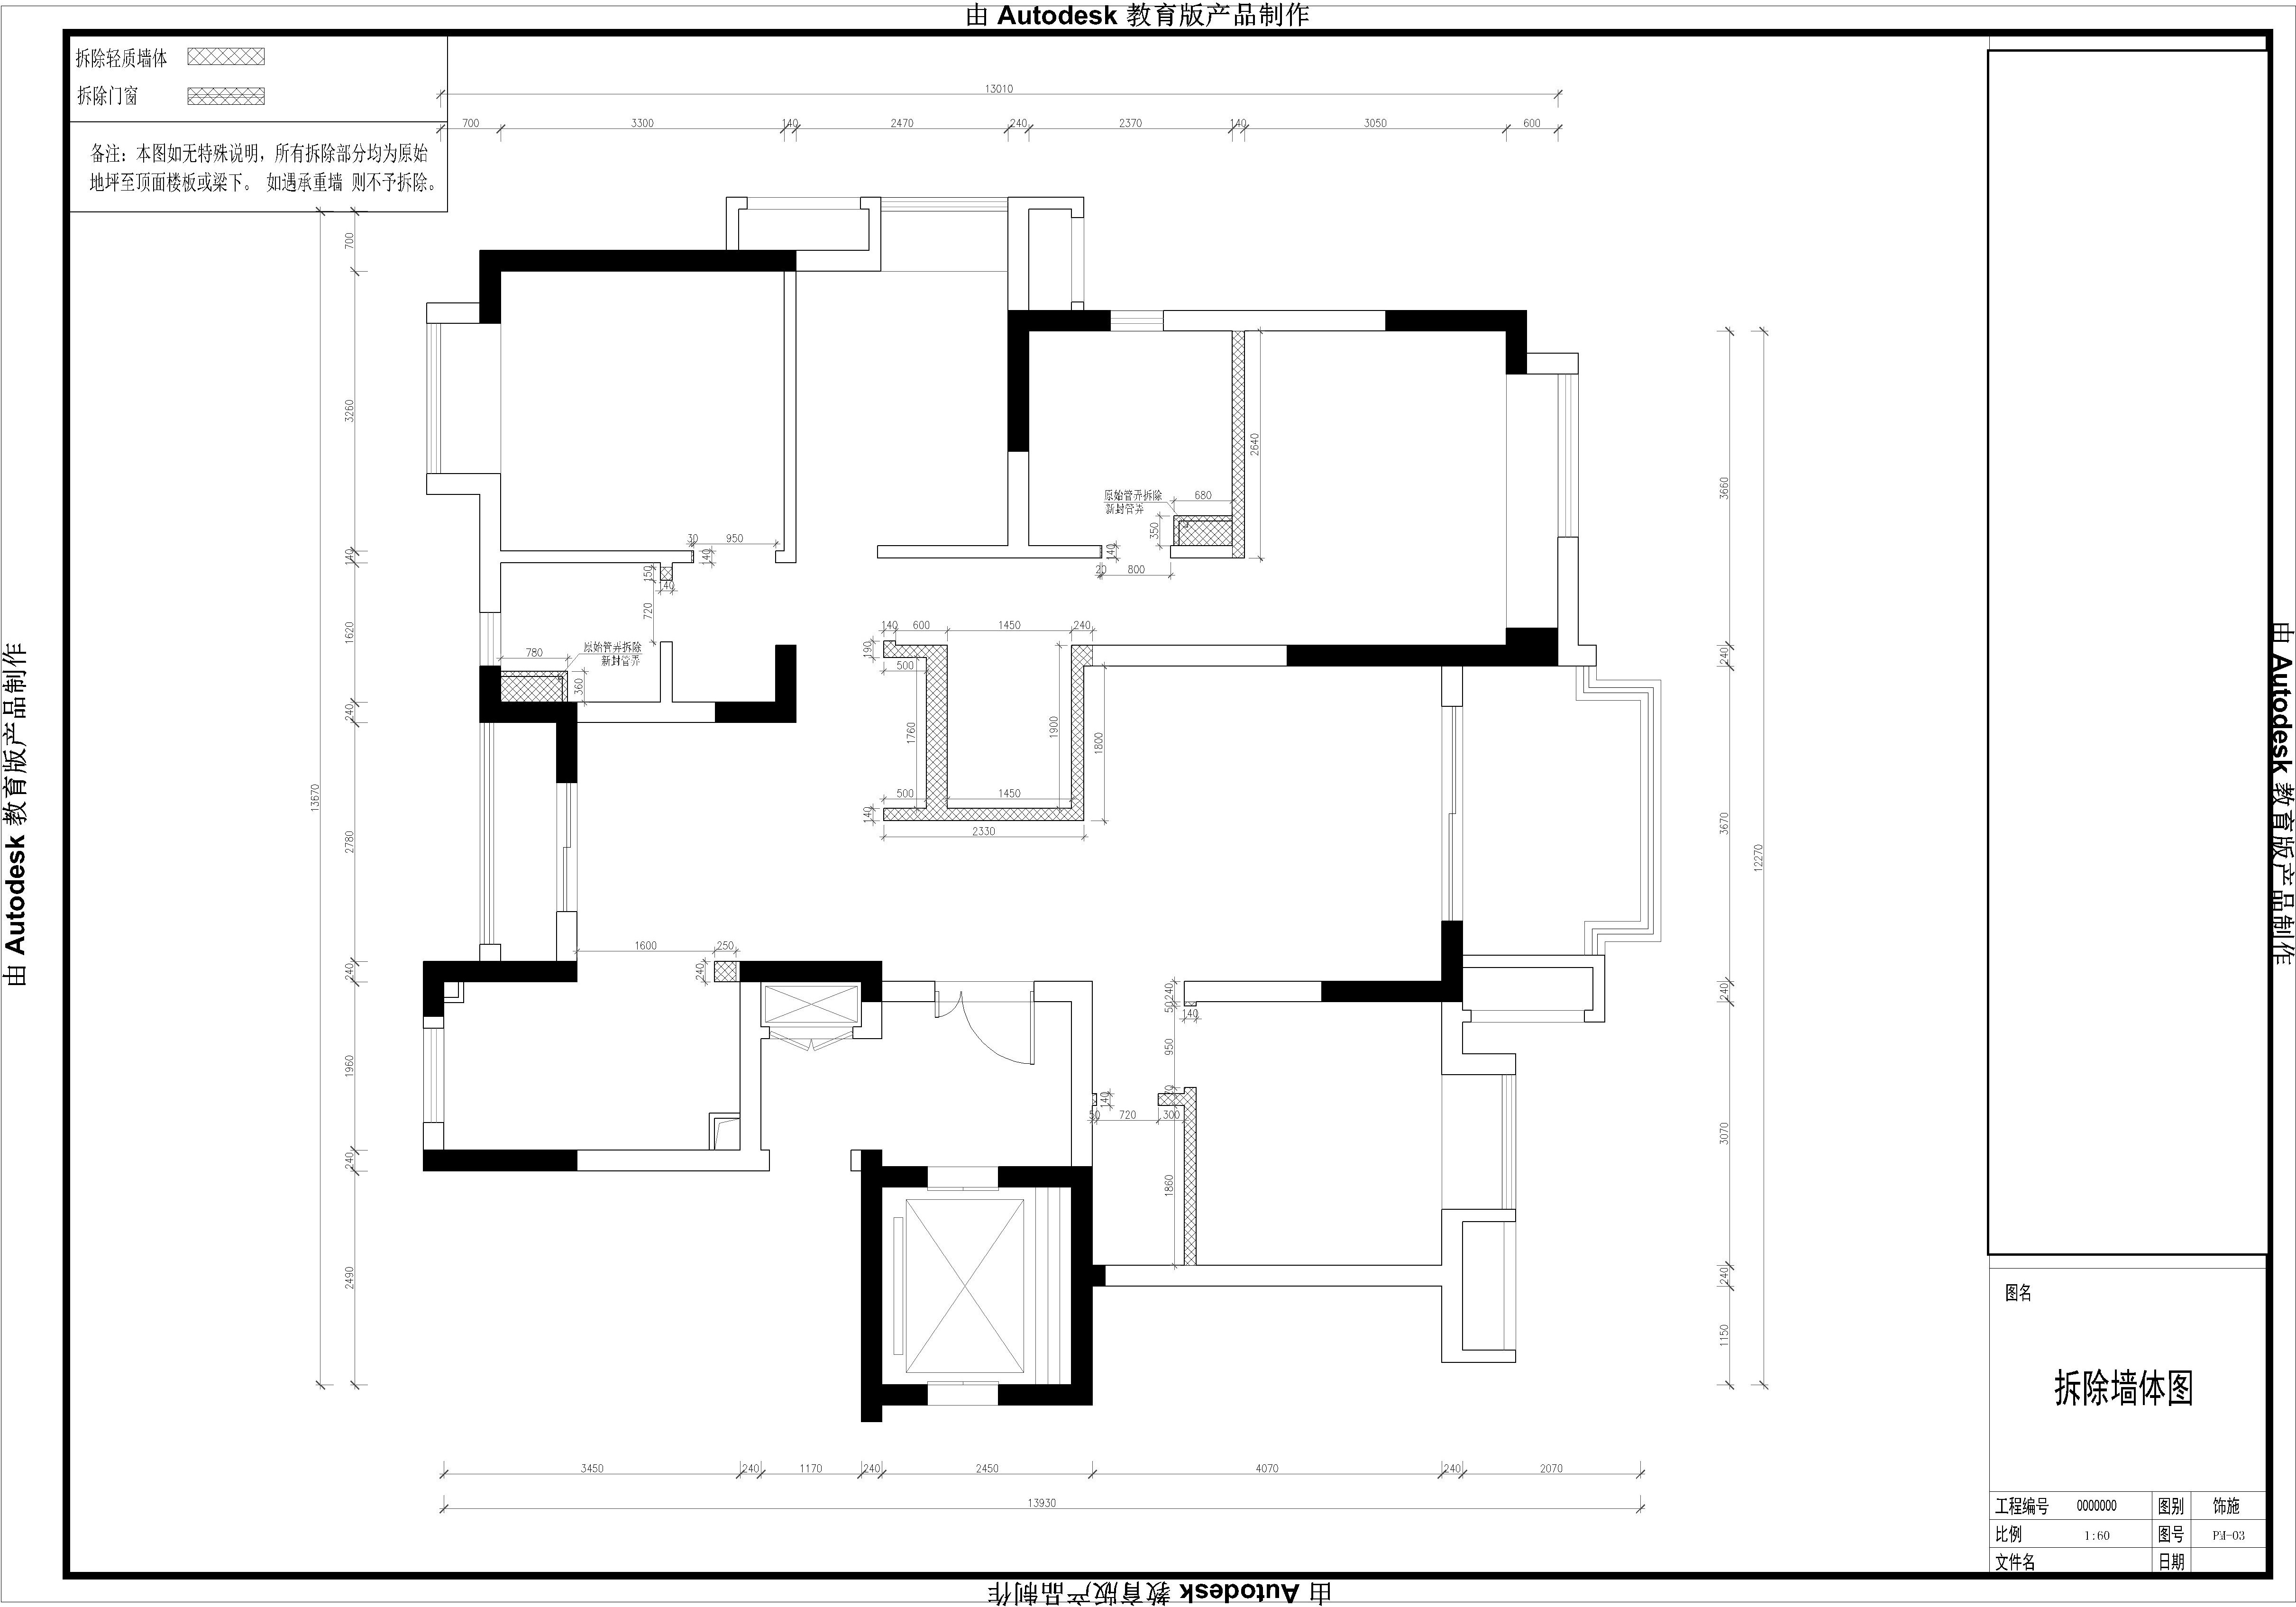 由 Autodesk 教育版产品制作
拆除轻质墙体
拆除门窗
备注：本图如无特殊说明，所有拆除部分均为原始
地坪至顶面楼板或梁下。 如遇承重墙 则不予拆除。
13010
700 3300 140 2470 240 2370 140 3050 600
13670
700
3260
140
1620
240
2780
240
1960
240
2490
2640
原始管弄拆除
新封管弄
680
350
140
20 800
30 950
140
150
140
720
原始管弄拆除
新封管弄
780
360
140 600 1450 240
190
500
1760
1900
1800
500 1450
140
2330
1600 250
240
240
50
140
950
70
140
50 720 300
1860
3660
240
3670
240
3070
240
1150
12270
3450 240 1170 240 2450 4070 240 2070
13930
由 Autodesk 教育版产品制作
由 Autodesk 教育版产品制作
图名
拆除墙体图
工程编号 0000000 图别 饰施
比例 1:60 图号 PM-03
文件名 日期
由 Autodesk 教育版产品制作